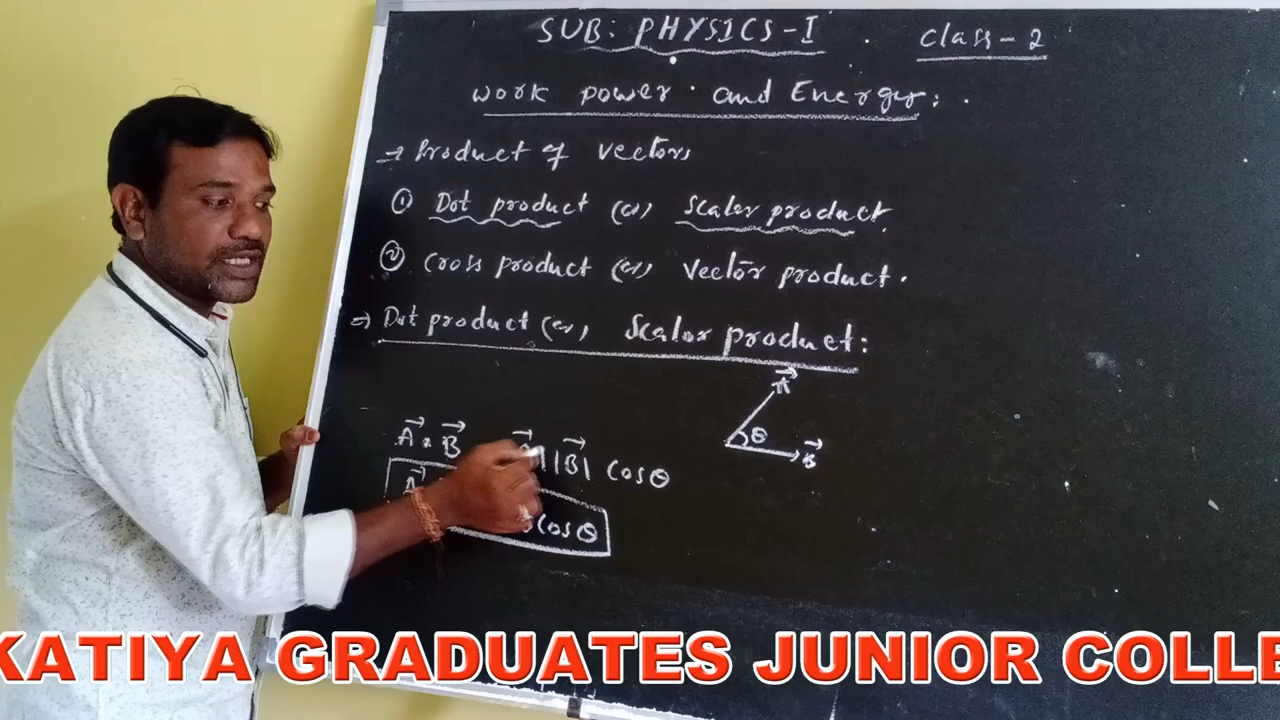 SUB: PHYSICS-I . Class-2
work power and Energy: .
→ Product of vectors
① Dot product (or) Scalar product.
② Cross product (or) Vector product.
⇒ Dot product (or) Scalar product:
A⃗
θ
B⃗
A⃗ . B⃗ |B⃗| Cosθ
A⃗ Cosθ
KATIYA GRADUATES JUNIOR COLLE